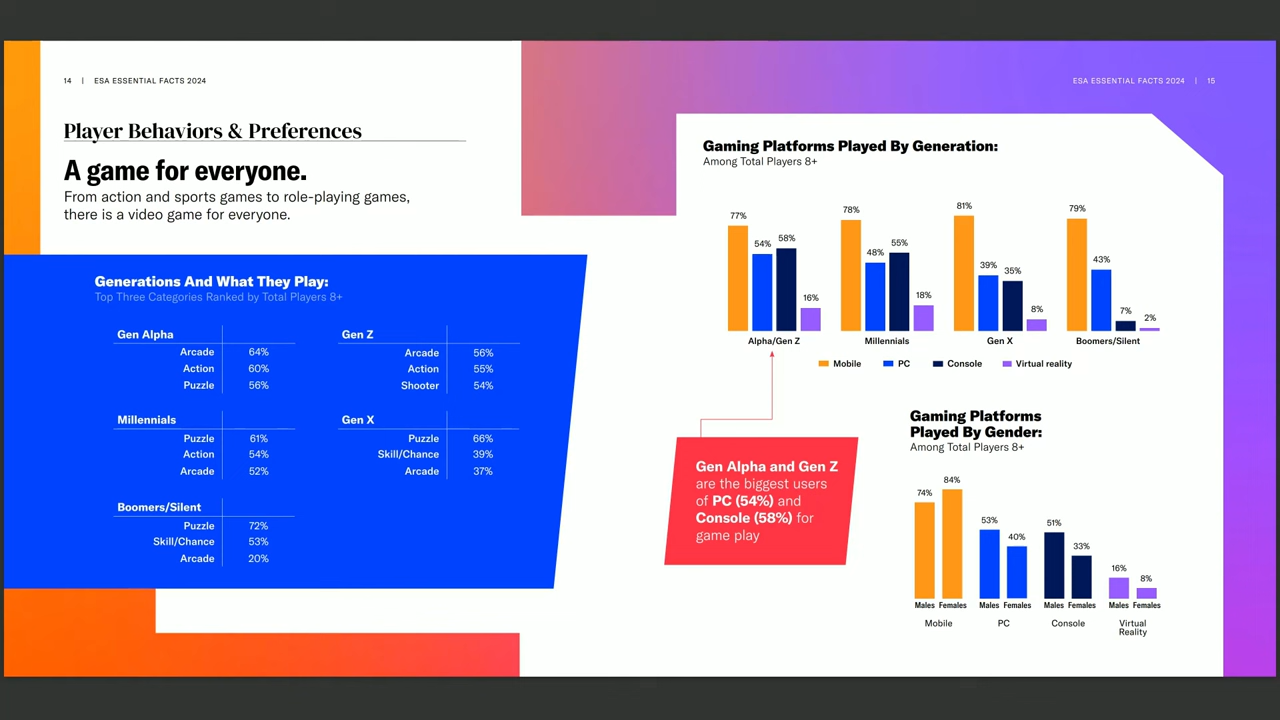 14 | ESA ESSENTIAL FACTS 2024
Player Behaviors & Preferences
A game for everyone.
From action and sports games to role-playing games,
there is a video game for everyone.
Generations And What They Play:
Top Three Categories Ranked by Total Players 8+
Gen Alpha
Arcade 64%
Action 60%
Puzzle 56%
Gen Z
Arcade 56%
Action 55%
Shooter 54%
Millennials
Puzzle 61%
Action 54%
Arcade 52%
Gen X
Puzzle 66%
Skill/Chance 39%
Arcade 37%
Boomers/Silent
Puzzle 72%
Skill/Chance 53%
Arcade 20%
ESA ESSENTIAL FACTS 2024 | 15
Gaming Platforms Played By Generation:
Among Total Players 8+
77% 54% 58% 16%
78% 48% 55% 18%
81% 39% 35% 8%
79% 43% 7% 2%
Alpha/Gen Z Millennials Gen X Boomers/Silent
Mobile PC Console Virtual reality
Gen Alpha and Gen Z
are the biggest users
of PC (54%) and
Console (58%) for
game play
Gaming Platforms
Played By Gender:
Among Total Players 8+
74% 84% 53% 40% 51% 33% 16% 8%
Males Females Males Females Males Females Males Females
Mobile PC Console Virtual
Reality